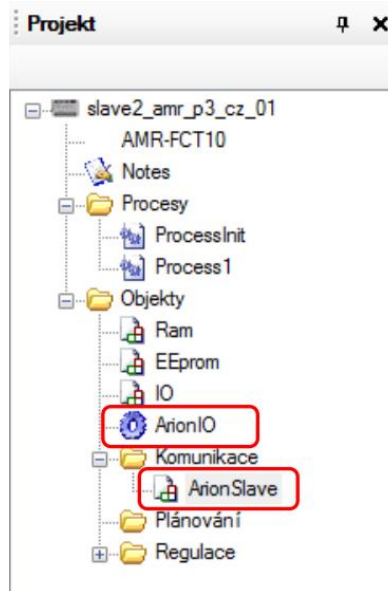 Projekt
slave2_amr_p3_cz_01
AMR-FCT10
Notes
Procesy
ProcessInit
Process1
Objekty
Ram
EEprom
IO
ArionIO
Komunikace
ArionSlave
Plánování
Regulace